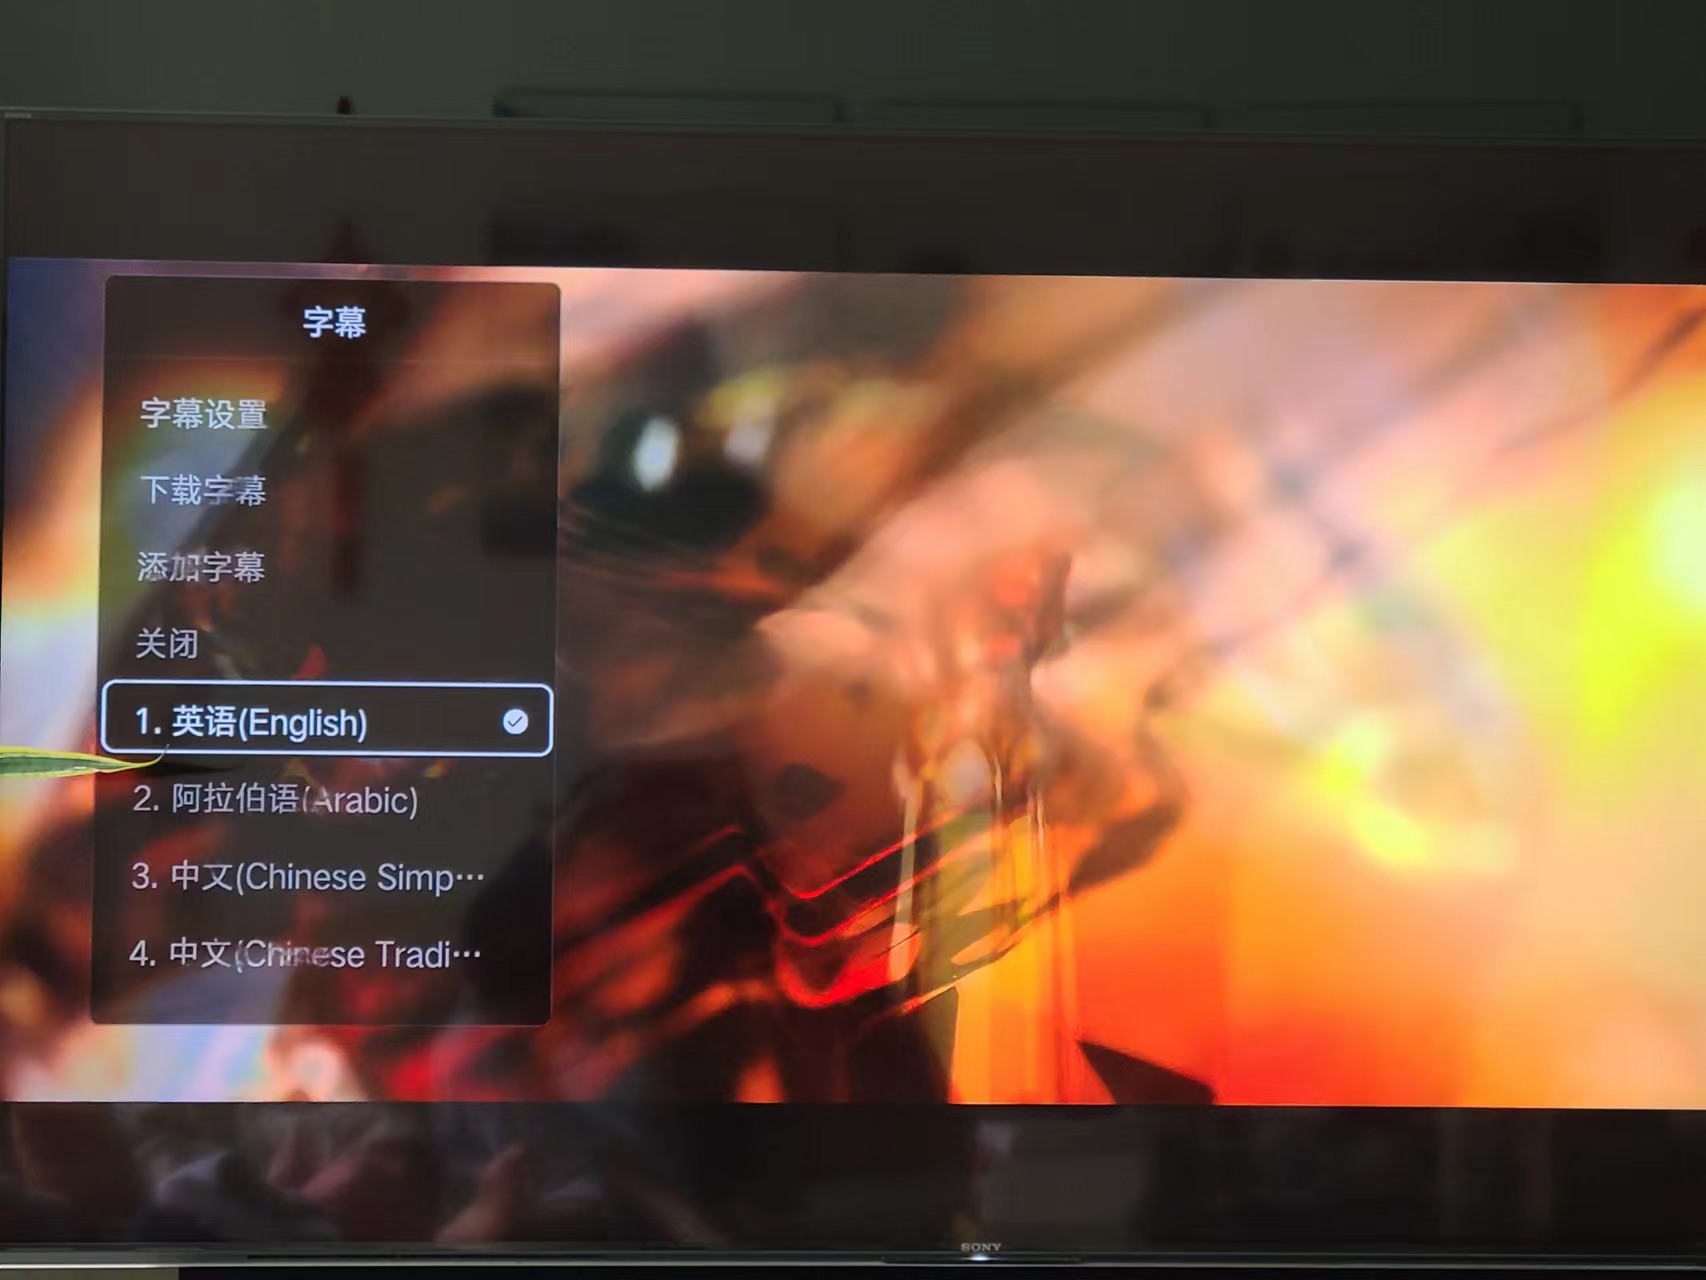 字幕
字幕设置
下载字幕
添加字幕
关闭
1. 英语(English)
2. 阿拉伯语(Arabic)
3. 中文(Chinese Simp…
4. 中文(Chinese Tradi…
SONY